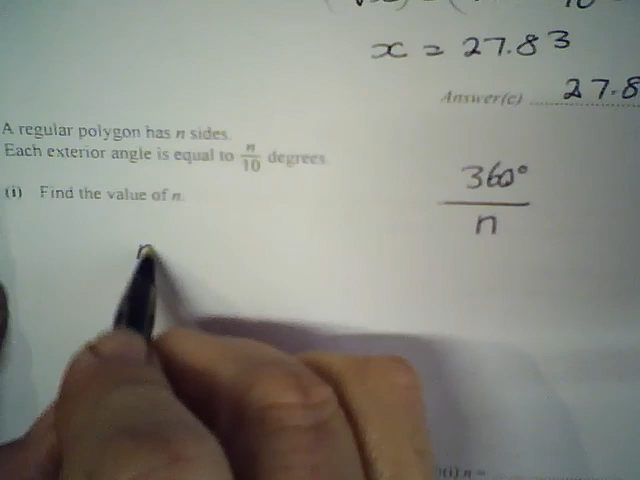 x = 27.83
Answer(c) ........ 27.8
A regular polygon has n sides.
Each exterior angle is equal to n/10 degrees.
(i) Find the value of n.
360°
n
n
(i) n =